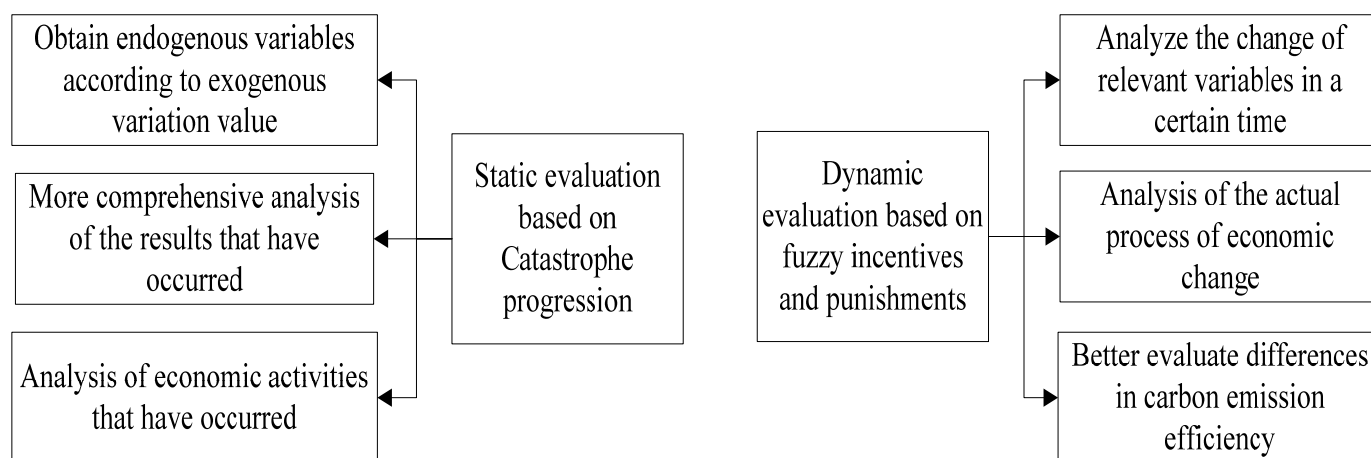 Obtain endogenous variables
according to exogenous
variation value
More comprehensive analysis
of the results that have
occurred
Analysis of economic activities
that have occurred
Static evaluation
based on
Catastrophe
progression
Dynamic
evaluation based on
fuzzy incentives
and punishments
Analyze the change of
relevant variables in a
certain time
Analysis of the actual
process of economic
change
Better evaluate differences
in carbon emission
efficiency